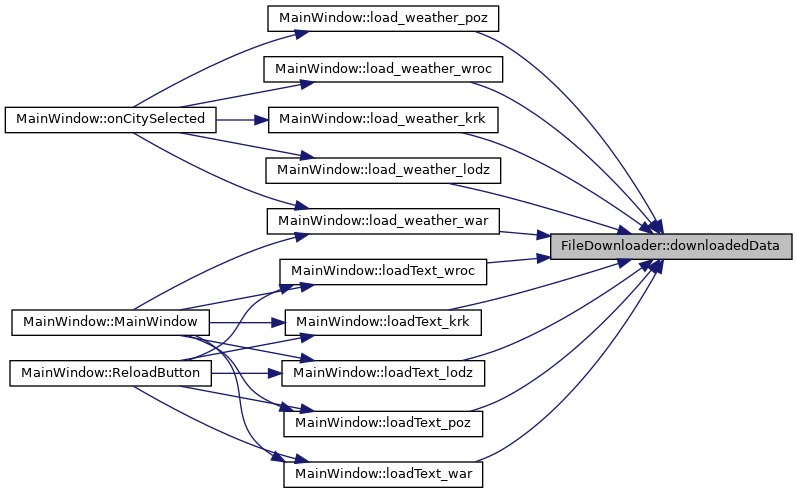 MainWindow::load_weather_poz
MainWindow::load_weather_wroc
MainWindow::onCitySelected
MainWindow::load_weather_krk
MainWindow::load_weather_lodz
MainWindow::load_weather_war
FileDownloader::downloadedData
MainWindow::loadText_wroc
MainWindow::MainWindow
MainWindow::loadText_krk
MainWindow::ReloadButton
MainWindow::loadText_lodz
MainWindow::loadText_poz
MainWindow::loadText_war